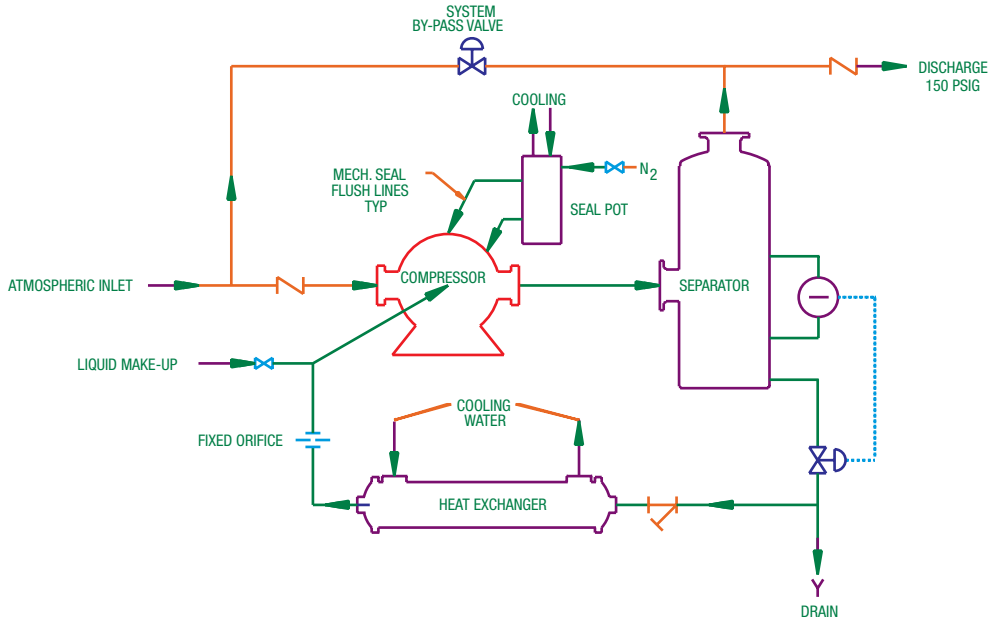 SYSTEM
BY-PASS VALVE
DISCHARGE
150 PSIG
COOLING
N2
MECH. SEAL
FLUSH LINES
TYP
SEAL POT
ATMOSPHERIC INLET
COMPRESSOR
SEPARATOR
LIQUID MAKE-UP
COOLING
WATER
FIXED ORIFICE
HEAT EXCHANGER
DRAIN